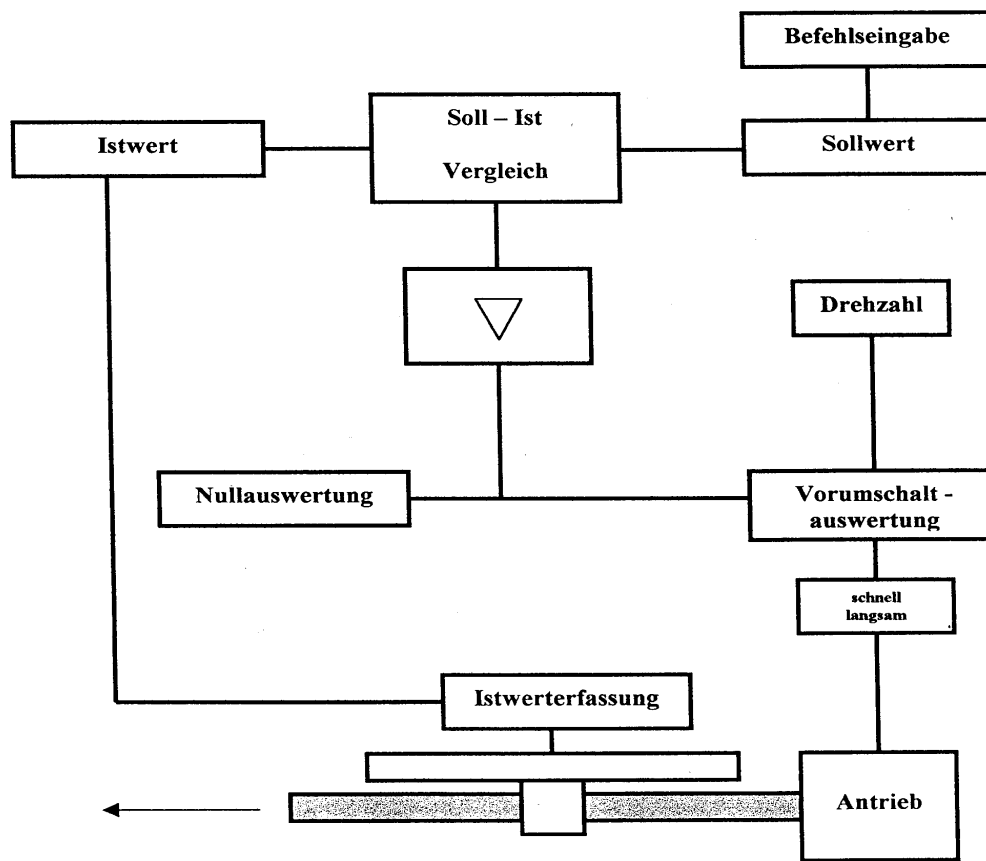 Befehlseingabe
Soll – Ist
Vergleich
Istwert
Sollwert
Drehzahl
Nullauswertung
Vorumschalt -
auswertung
schnell
langsam
Istwerterfassung
Antrieb